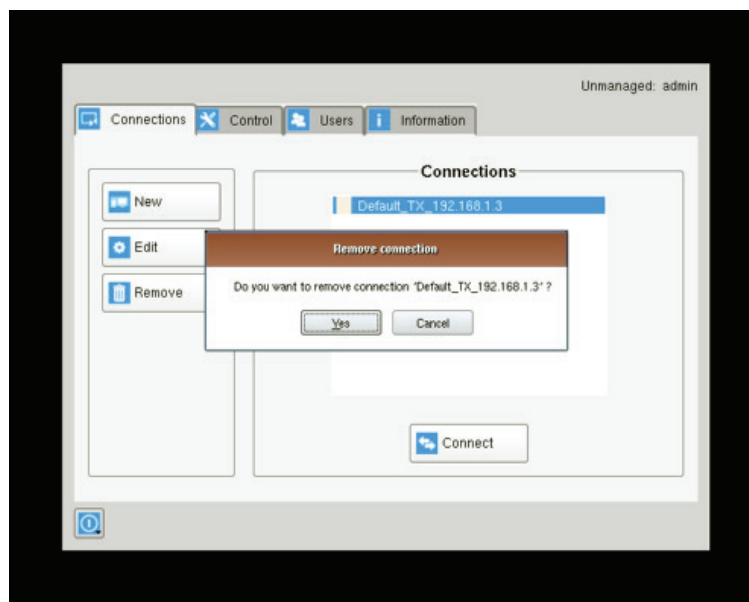 Unmanaged: admin
Connections
Control
Users
Information
Connections
New
Default_TX_192.168.1.3
Edit
Remove connection
Remove
Do you want to remove connection 'Default_TX_192.168.1.3' ?
Yes
Cancel
Connect